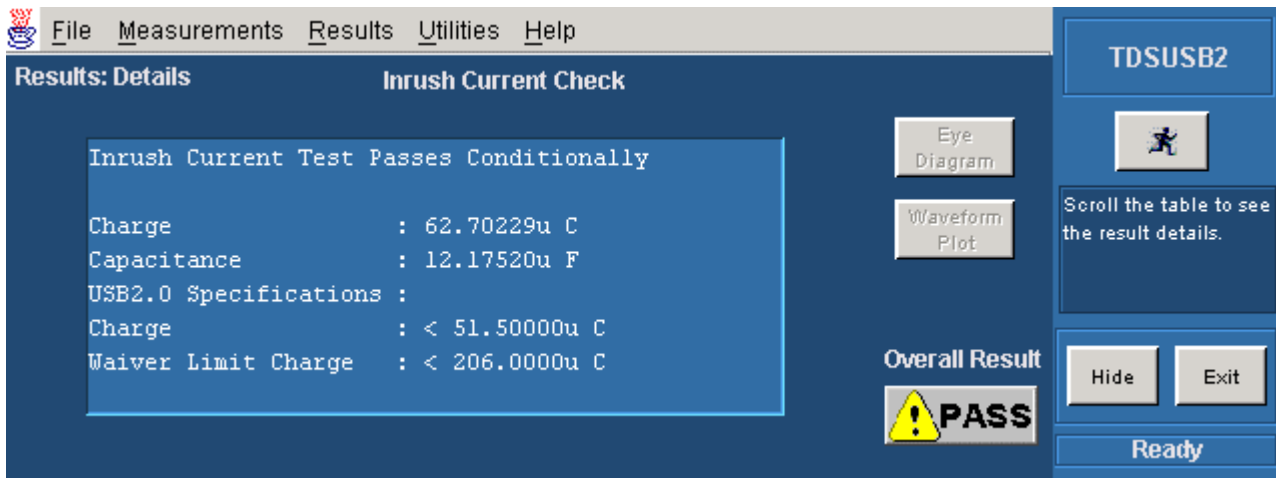 File Measurements Results Utilities Help
Results: Details
Inrush Current Check
Inrush Current Test Passes Conditionally
Charge : 62.70229u C
Capacitance : 12.17520u F
USB2.0 Specifications :
Charge : < 51.50000u C
Waiver Limit Charge : < 206.0000u C
Eye
Diagram
Waveform
Plot
Overall Result
PASS
TDSUSB2
Scroll the table to see
the result details.
Hide
Exit
Ready